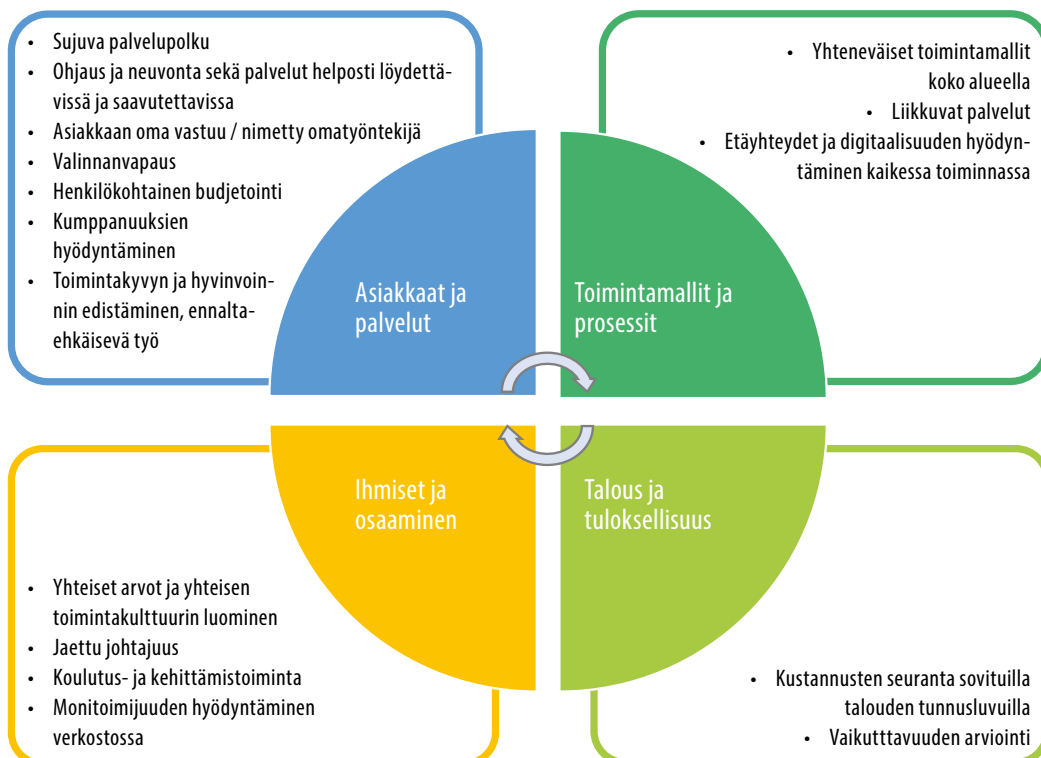 • Sujuva palvelupolku
• Ohjaus ja neuvonta sekä palvelut helposti löydettä-
vissä ja saavutettavissa
• Asiakkaan oma vastuu / nimetty omatyöntekijä
• Valinnanvapaus
• Henkilökohtainen budjetointi
• Kumppanuuksien
hyödyntäminen
• Toimintakyvyn ja hyvinvoin-
nin edistäminen, ennalta-
ehkäisevä työ
• Yhteneväiset toimintamallit
koko alueella
• Liikkuvat palvelut
• Etäyhteydet ja digitaalisuuden hyödyn-
täminen kaikessa toiminnassa
Asiakkaat ja
palvelut
Toimintamallit ja
prosessit
Ihmiset ja
osaaminen
Talous ja
tuloksellisuus
• Yhteiset arvot ja yhteisen
toimintakulttuurin luominen
• Jaettu johtajuus
• Koulutus- ja kehittämistoiminta
• Monitoimijuuden hyödyntäminen
verkostossa
• Kustannusten seuranta sovituilla
talouden tunnusluvuilla
• Vaikutttavuuden arviointi